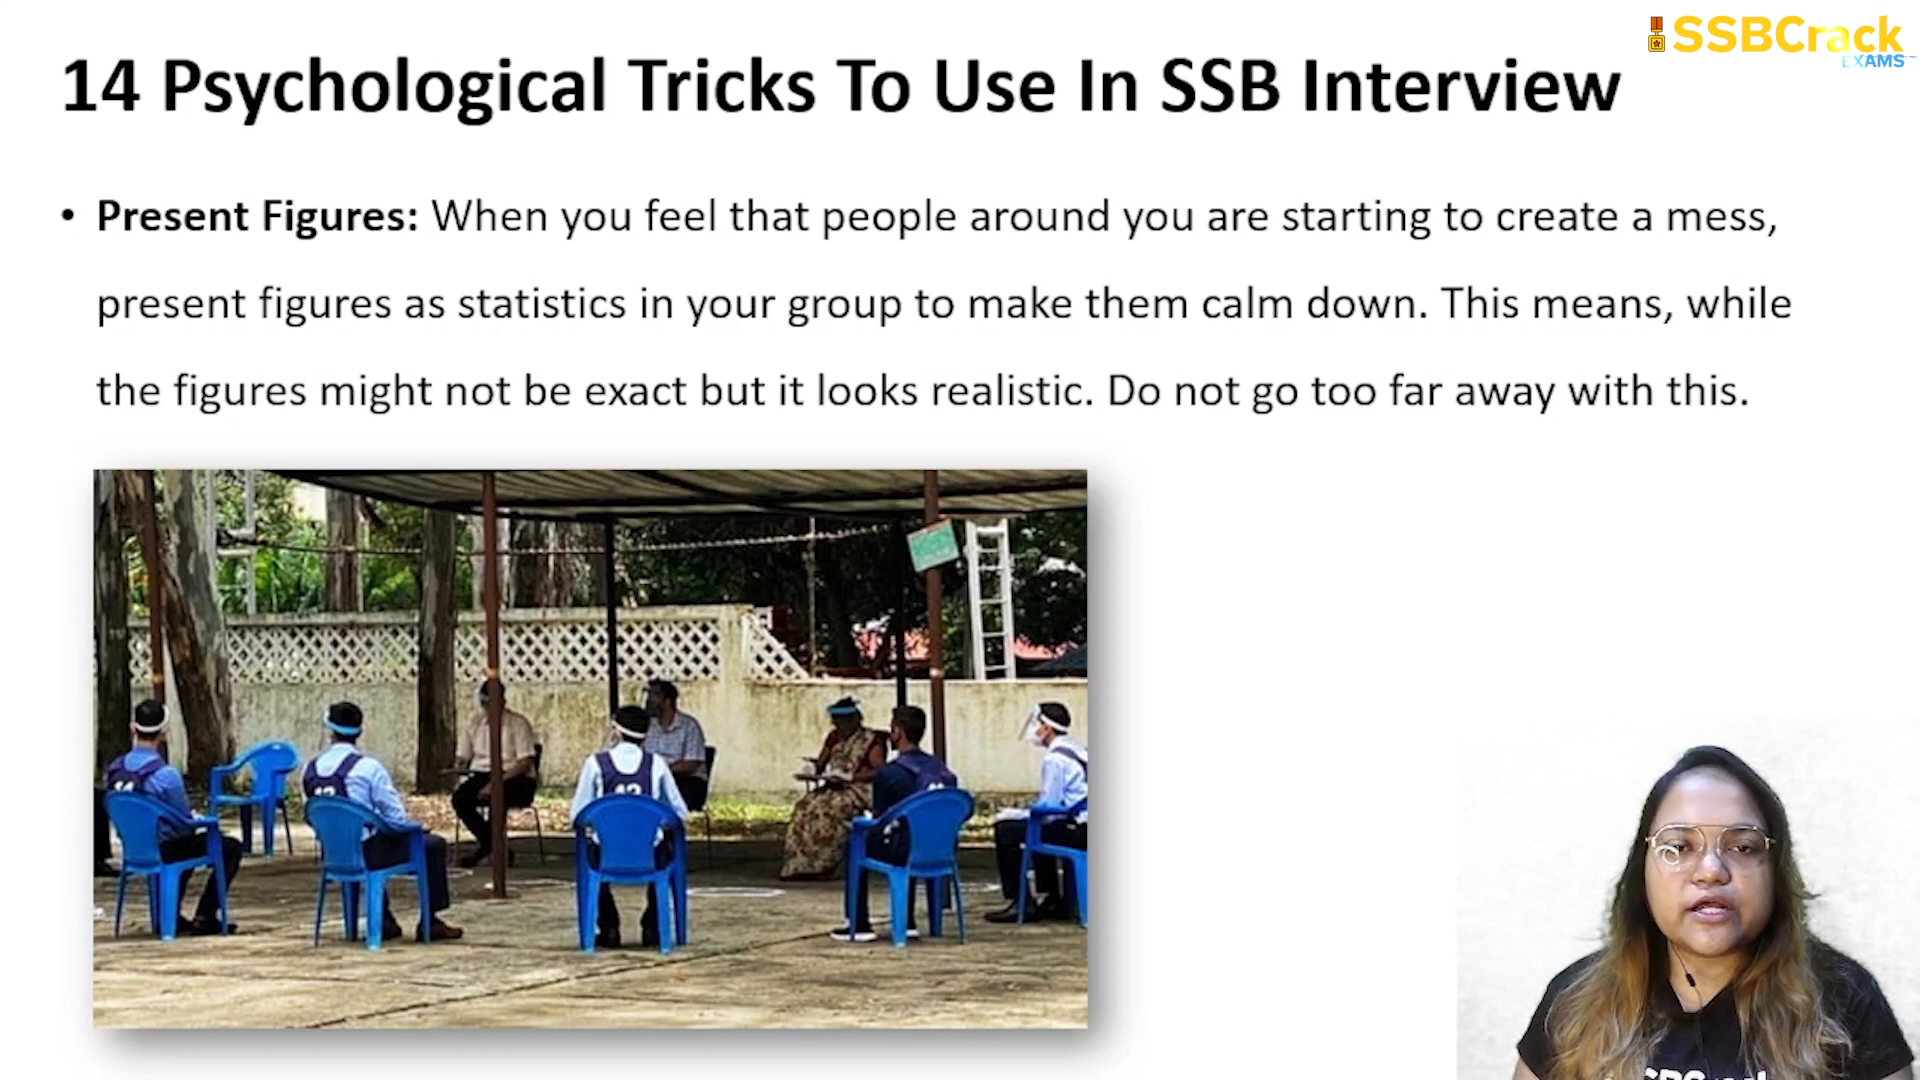 SSBCrack
EXAMS
14 Psychological Tricks To Use In SSB Interview
• Present Figures: When you feel that people around you are starting to create a mess,
present figures as statistics in your group to make them calm down. This means, while
the figures might not be exact but it looks realistic. Do not go too far away with this.